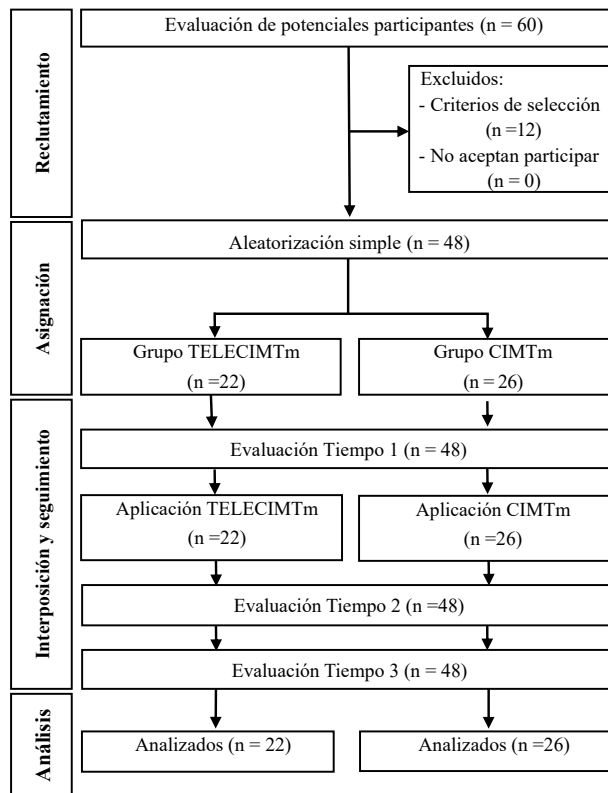 Reclutamiento
Evaluación de potenciales participantes (n = 60)
Excluidos:
- Criterios de selección
(n =12)
- No aceptan participar
(n = 0)
Asignación
Aleatorización simple (n = 48)
Grupo TELECIMTm
(n =22)
Grupo CIMTm
(n = 26)
Interposición y seguimiento
Evaluación Tiempo 1 (n = 48)
Aplicación TELECIMTm
(n =22)
Aplicación CIMTm
(n =26)
Evaluación Tiempo 2 (n =48)
Evaluación Tiempo 3 (n = 48)
Análisis
Analizados (n = 22)
Analizados (n =26)